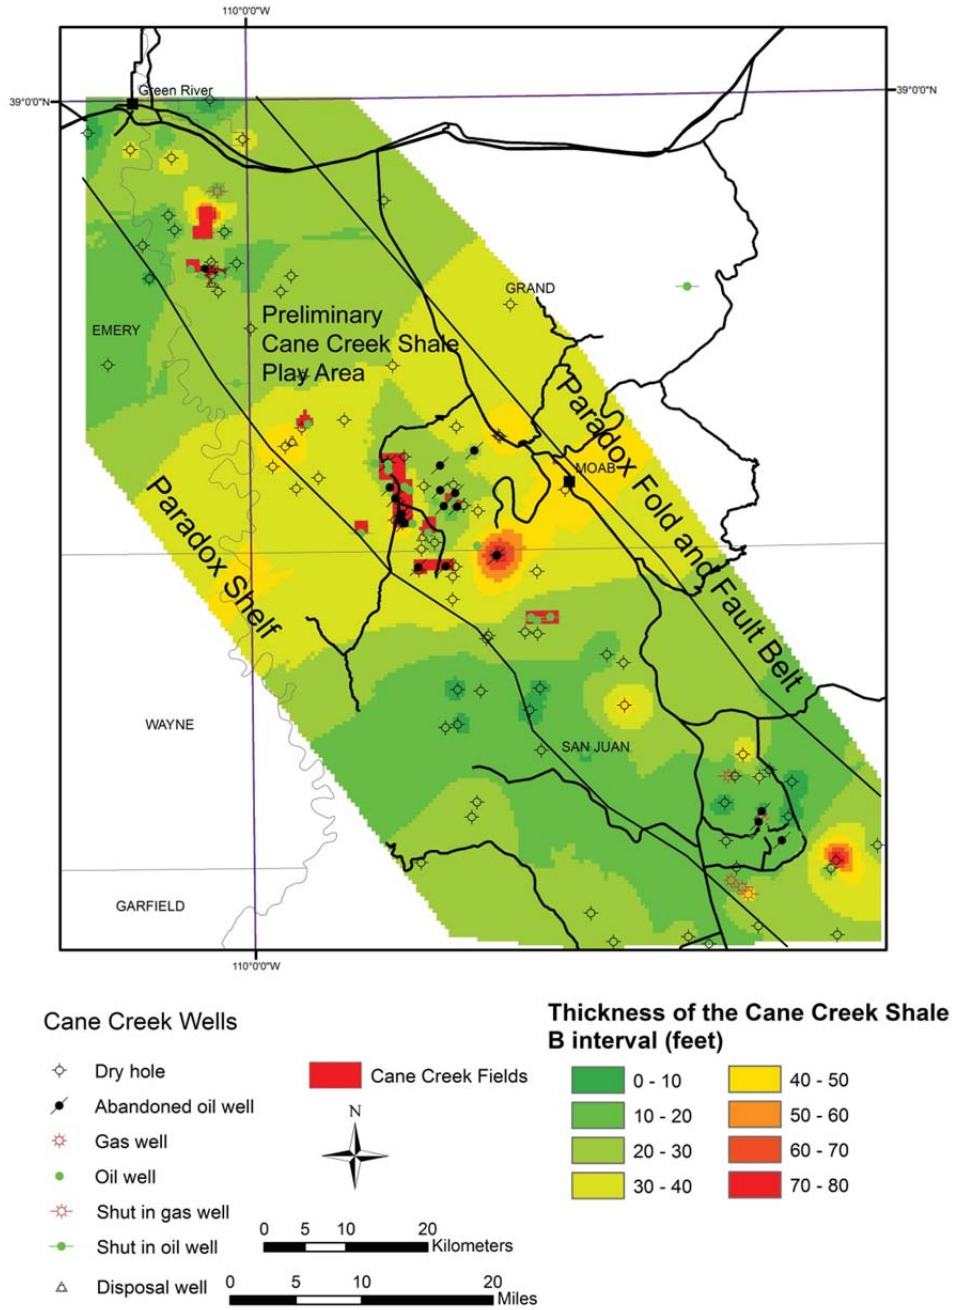 110°0'0"W
Green River
39°0'0"N
39°0'0"N
GRAND
Preliminary
Cane Creek Shale
Play Area
EMERY
Paradox Fold and Fault Belt
MOAB
Paradox Shelf
WAYNE
SAN JUAN
GARFIELD
110°0'0"W
Cane Creek Wells
Dry hole
Abandoned oil well
Gas well
Oil well
Shut in gas well
Shut in oil well
Disposal well
Cane Creek Fields
N
0 5 10 20
Kilometers
0 5 10 20
Miles
Thickness of the Cane Creek Shale
B interval (feet)
0 - 10
10 - 20
20 - 30
30 - 40
40 - 50
50 - 60
60 - 70
70 - 80